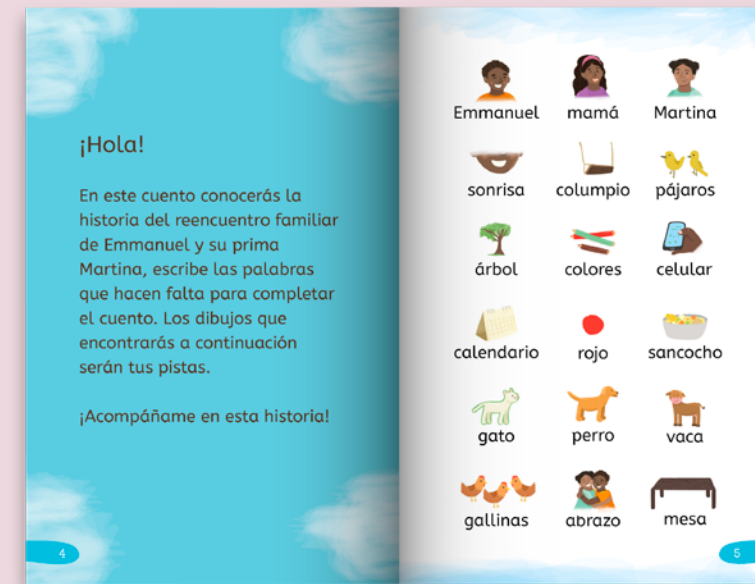 ¡Hola!
En este cuento conocerás la
historia del reencuentro familiar
de Emmanuel y su prima
Martina, escribe las palabras
que hacen falta para completar
el cuento. Los dibujos que
encontrarás a continuación
serán tus pistas.
¡Acompáñame en esta historia!
4
Emmanuel mamá Martina
sonrisa columpio pájaros
árbol colores celular
calendario rojo sancocho
gato perro vaca
gallinas abrazo mesa
5